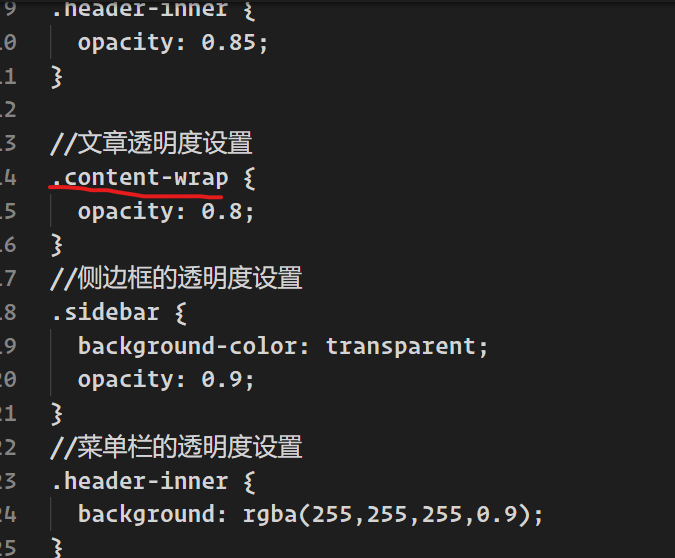 9 .header-inner {
10 opacity: 0.85;
11 }
12
13 //文章透明度设置
14 .content-wrap {
15 opacity: 0.8;
16 }
17 //侧边框的透明度设置
18 .sidebar {
19 background-color: transparent;
20 opacity: 0.9;
21 }
22 //菜单栏的透明度设置
23 .header-inner {
24 background: rgba(255,255,255,0.9);
25 }